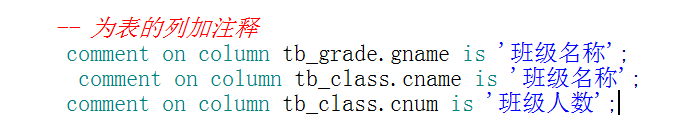 -- 为表的列加注释
comment on column tb_grade.gname is '班级名称';
comment on column tb_class.cname is '班级名称';
comment on column tb_class.cnum is '班级人数';